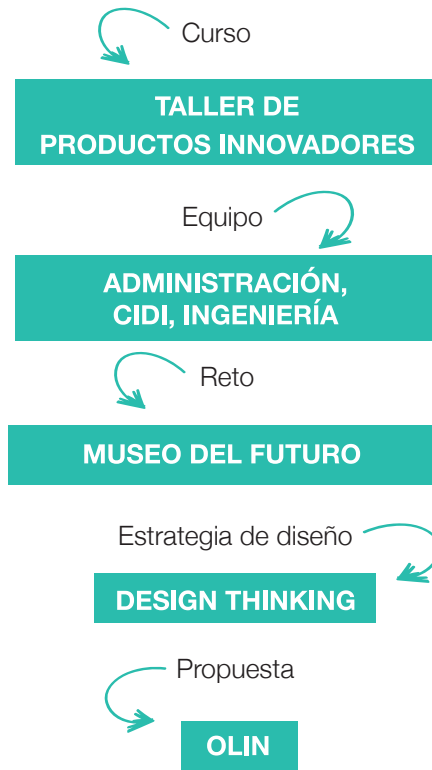 Curso
TALLER DE
PRODUCTOS INNOVADORES
Equipo
ADMINISTRACIÓN,
CIDI, INGENIERÍA
Reto
MUSEO DEL FUTURO
Estrategia de diseño
DESIGN THINKING
Propuesta
OLIN